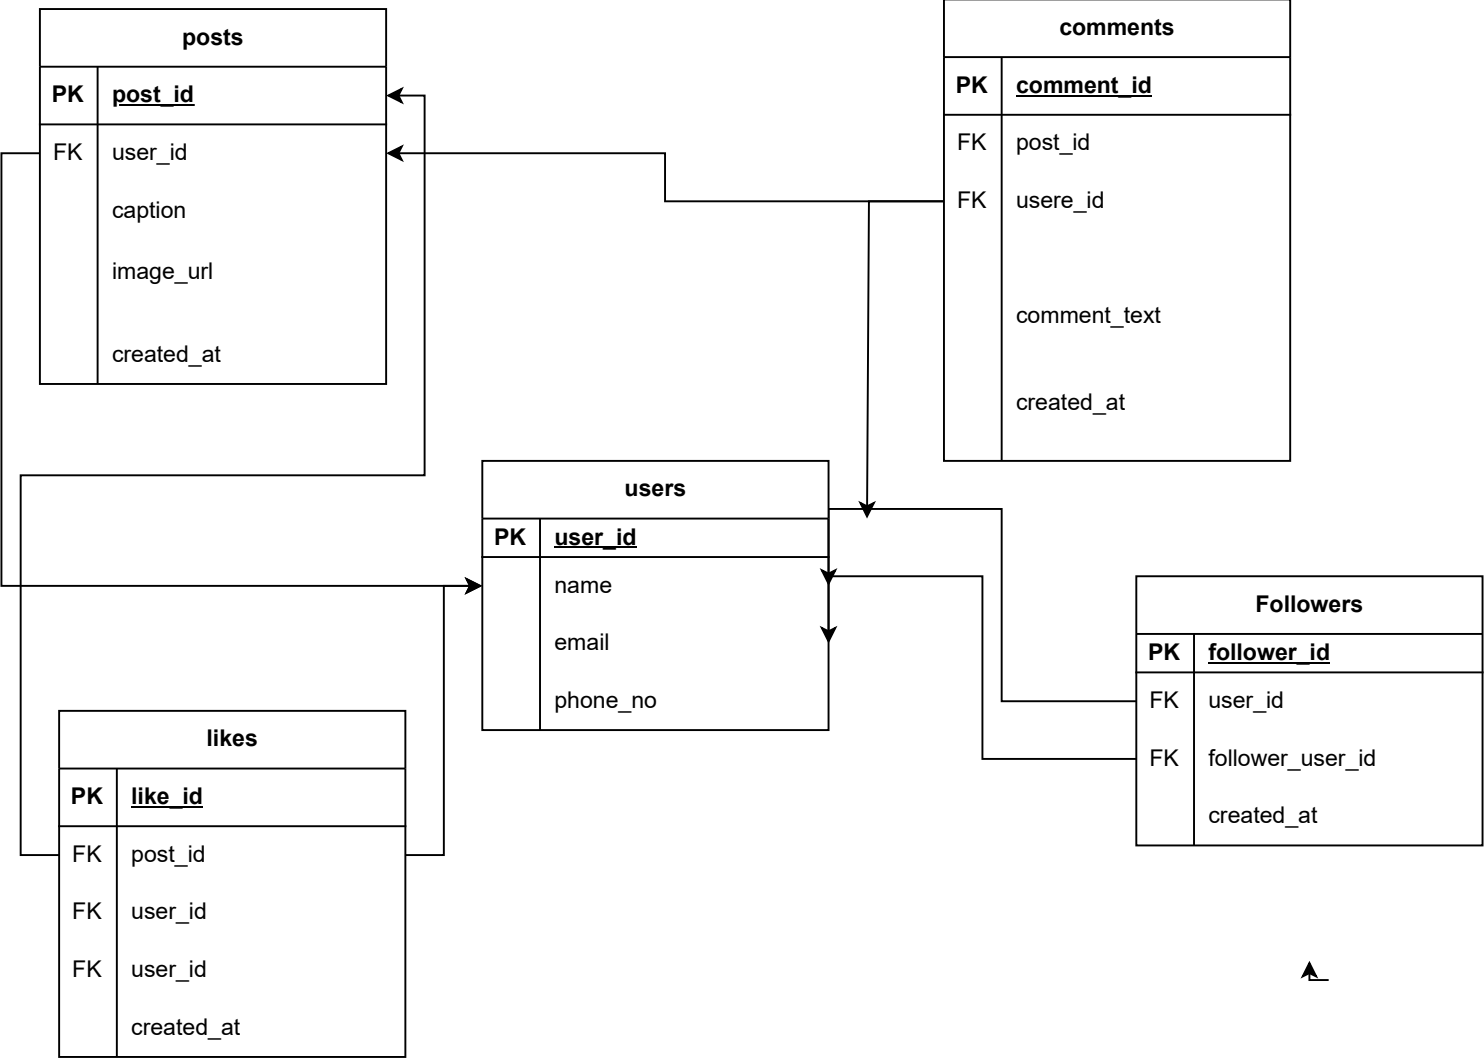 posts
PK post_id
FK user_id
caption
image_url
created_at
comments
PK comment_id
FK post_id
FK usere_id
comment_text
created_at
users
PK user_id
name
email
phone_no
Followers
PK follower_id
FK user_id
FK follower_user_id
created_at
likes
PK like_id
FK post_id
FK user_id
FK user_id
created_at